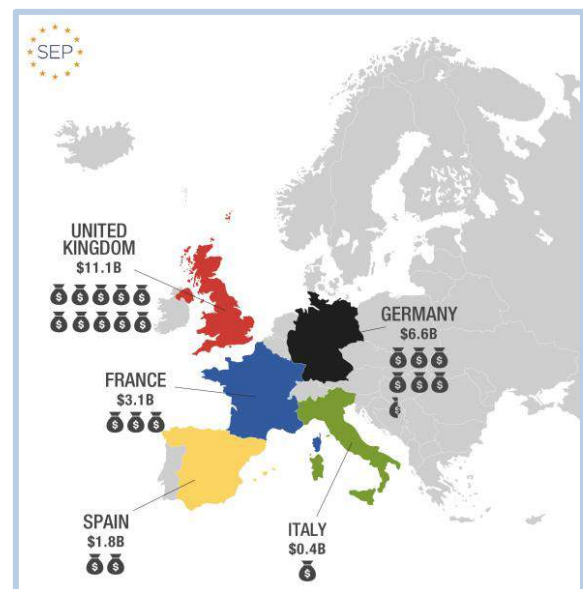 SEP
UNITED
KINGDOM
$11.1B
GERMANY
$6.6B
FRANCE
$3.1B
SPAIN
$1.8B
ITALY
$0.4B